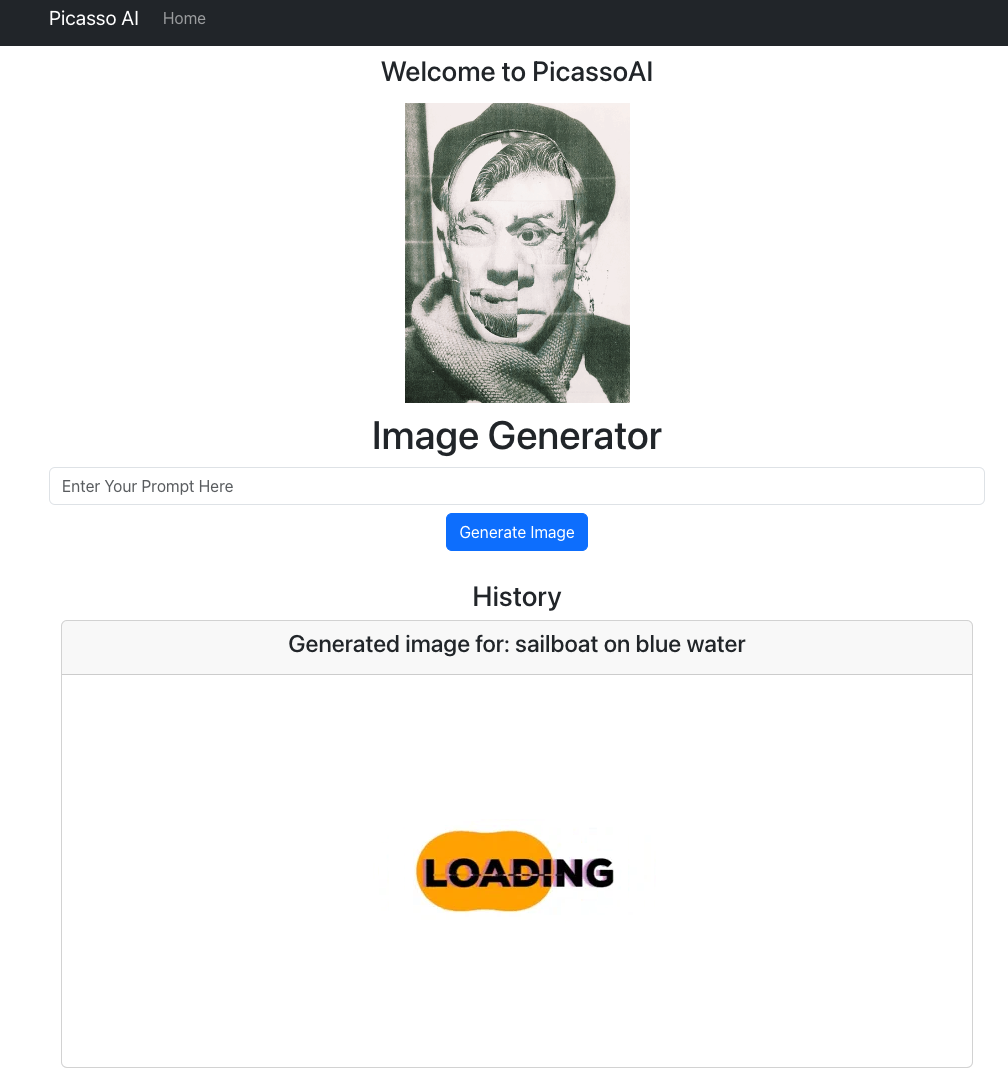 Picasso AI Home
Welcome to PicassoAI
Image Generator
Enter Your Prompt Here
Generate Image
History
Generated image for: sailboat on blue water
LOADING